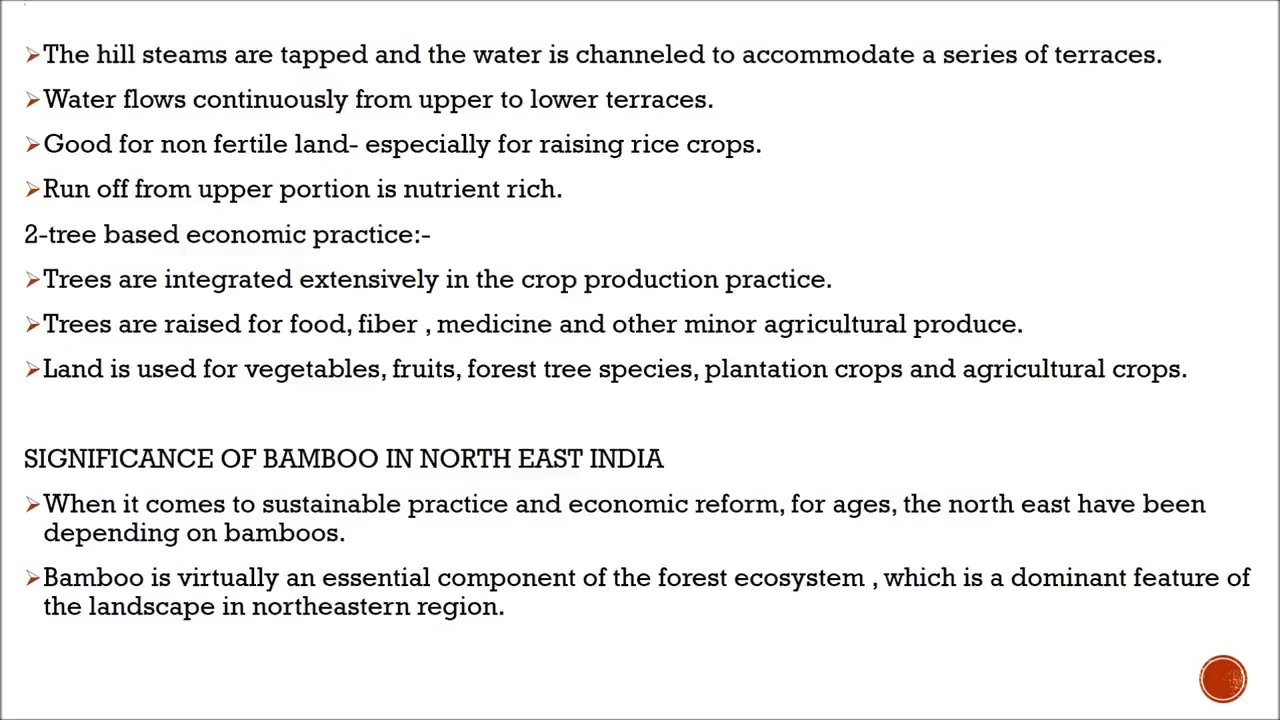 ➢The hill steams are tapped and the water is channeled to accommodate a series of terraces.
➢Water flows continuously from upper to lower terraces.
➢Good for non fertile land- especially for raising rice crops.
➢Run off from upper portion is nutrient rich.
2-tree based economic practice:-
➢Trees are integrated extensively in the crop production practice.
➢Trees are raised for food, fiber , medicine and other minor agricultural produce.
➢Land is used for vegetables, fruits, forest tree species, plantation crops and agricultural crops.
SIGNIFICANCE OF BAMBOO IN NORTH EAST INDIA
➢When it comes to sustainable practice and economic reform, for ages, the north east have been
depending on bamboos.
➢Bamboo is virtually an essential component of the forest ecosystem , which is a dominant feature of
the landscape in northeastern region.